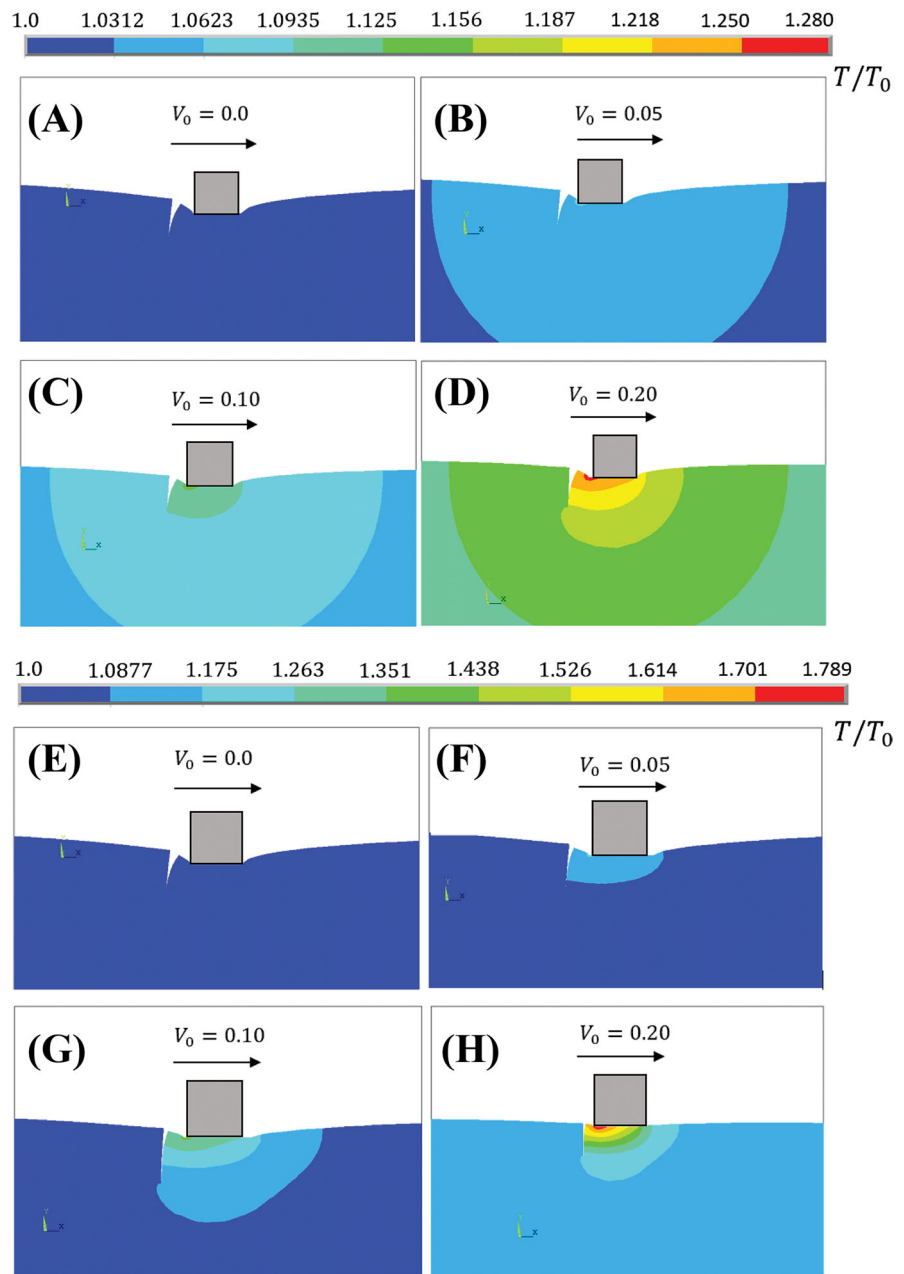 1.0 1.0312 1.0623 1.0935 1.125 1.156 1.187 1.218 1.250 1.280
T/T₀
(A) V₀ = 0.0
(B) V₀ = 0.05
(C) V₀ = 0.10
(D) V₀ = 0.20
1.0 1.0877 1.175 1.263 1.351 1.438 1.526 1.614 1.701 1.789
T/T₀
(E) V₀ = 0.0
(F) V₀ = 0.05
(G) V₀ = 0.10
(H) V₀ = 0.20